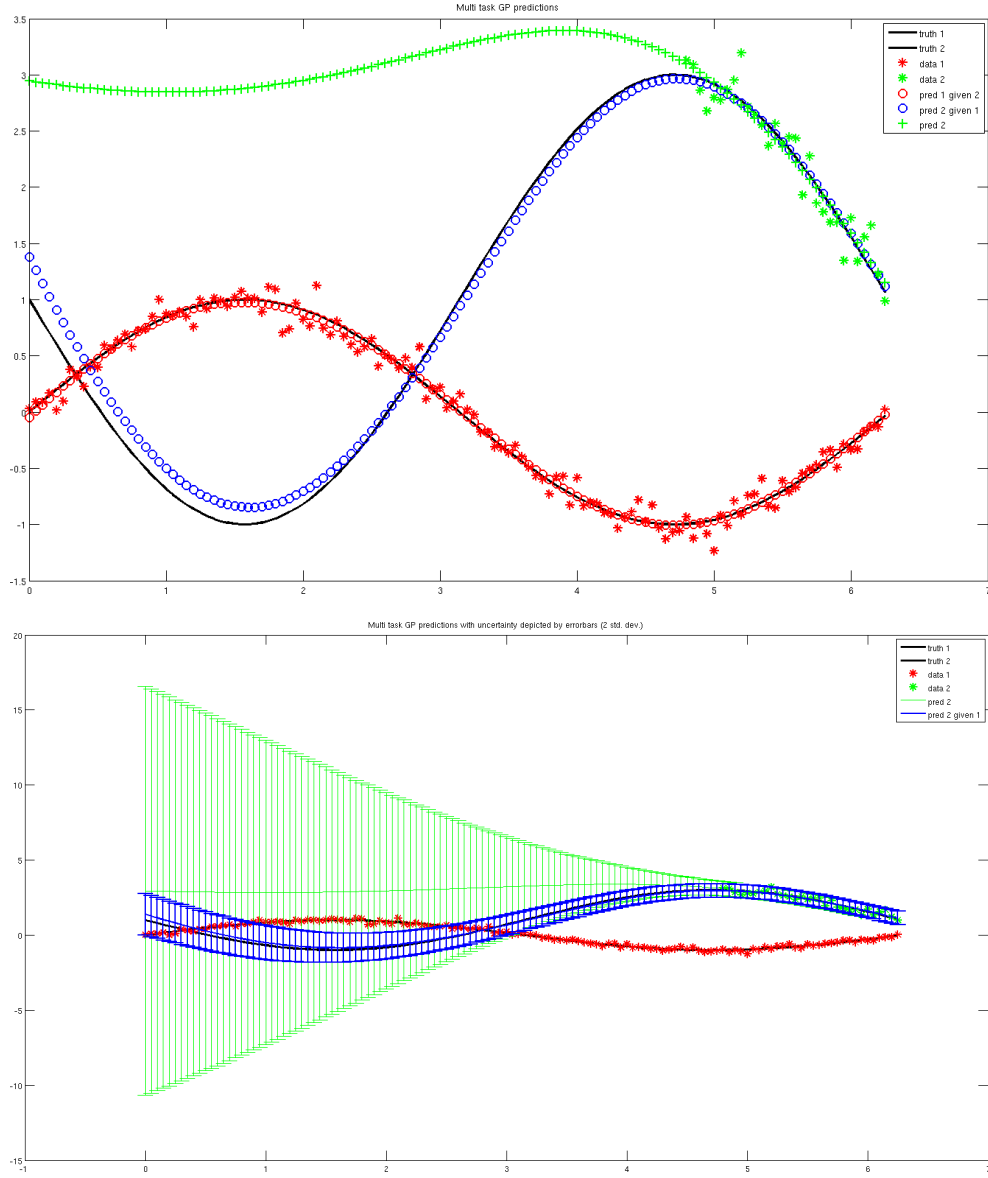 Multi task GP predictions
3.5
3
2.5
2
1.5
1
0.5
0
-0.5
-1
-1.5
0 1 2 3 4 5 6 7
truth 1
truth 2
data 1
data 2
pred 1 given 2
pred 2 given 1
pred 2
Multi task GP predictions with uncertainty depicted by errorbars (2 std. dev.)
20
15
10
5
0
-5
-10
-15
-1 0 1 2 3 4 5 6 7
truth 1
truth 2
data 1
data 2
pred 2
pred 2 given 1